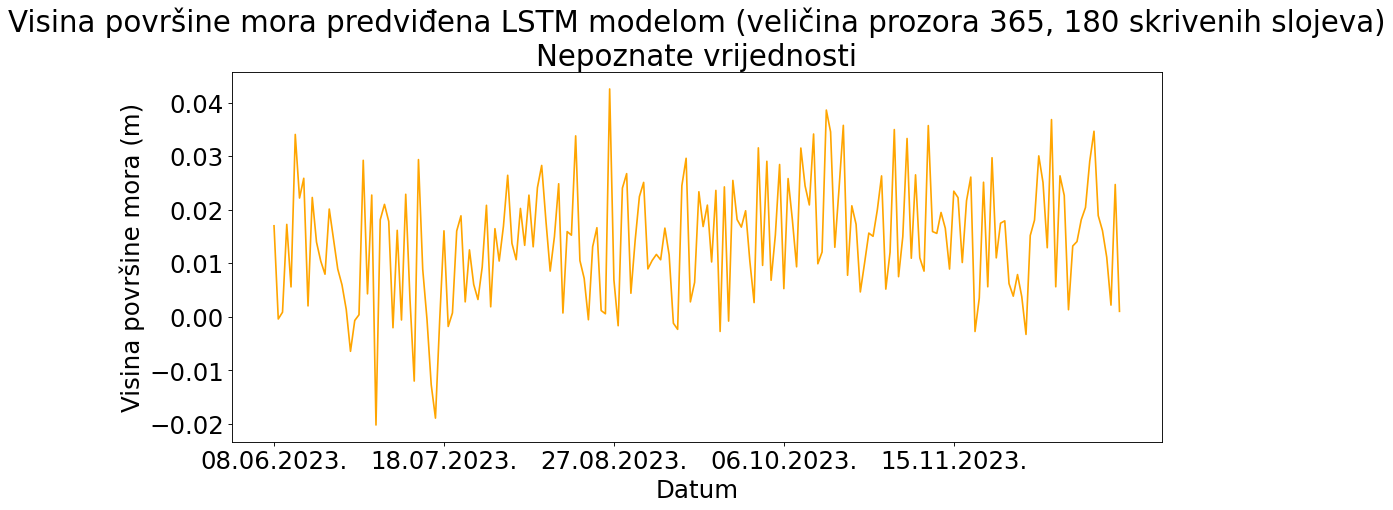 Visina površine mora predviđena LSTM modelom (veličina prozora 365, 180 skrivenih slojeva)
Nepoznate vrijednosti
Visina površine mora (m)
0.04
0.03
0.02
0.01
0.00
−0.01
−0.02
08.06.2023. 18.07.2023. 27.08.2023. 06.10.2023. 15.11.2023.
Datum